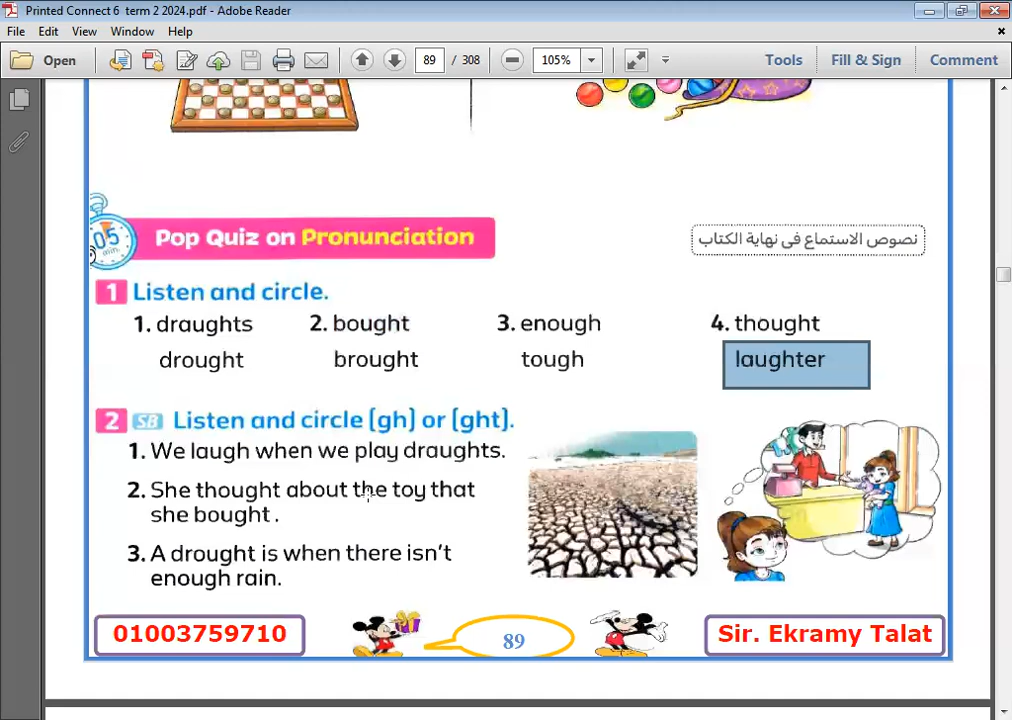 Printed Connect 6 term 2 2024.pdf - Adobe Reader
File Edit View Window Help
Open 89 / 308 105% Tools Fill & Sign Comment
05 min. Pop Quiz on Pronunciation
نصوص الاستماع فى نهاية الكتاب
1 Listen and circle.
1. draughts 2. bought 3. enough 4. thought
drought brought tough laughter
2 SB Listen and circle (gh) or (ght).
1. We laugh when we play draughts.
2. She thought about the toy that
she bought .
3. A drought is when there isn't
enough rain.
01003759710 89 Sir. Ekramy Talat